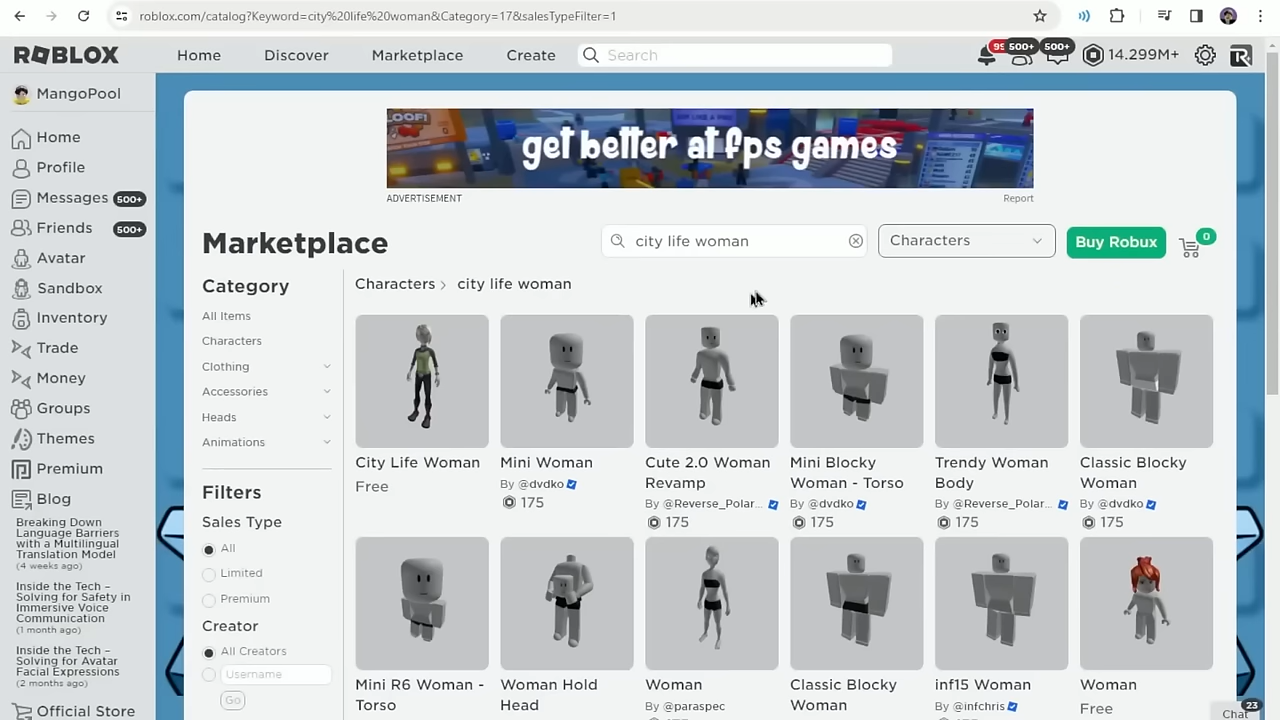 roblox.com/catalog?Keyword=city%20life%20woman&Category=17&salesTypeFilter=1
ROBLOX
Home
Discover
Marketplace
Create
Search
500+
500+
14.299M+
MangoPool
Home
Profile
Messages 500+
Friends 500+
Avatar
Sandbox
Inventory
Trade
Money
Groups
Themes
Premium
Blog
Breaking Down
Language Barriers
with a Multilingual
Translation Model
(4 weeks ago)
Inside the Tech –
Solving for Safety in
Immersive Voice
Communication
(1 month ago)
Inside the Tech –
Solving for Avatar
Facial Expressions
(2 months ago)
Official Store
LOOF!
get better at fps games
ADVERTISEMENT
Report
Marketplace
city life woman
Characters
Buy Robux
0
Category
All Items
Characters
Clothing
Accessories
Heads
Animations
Filters
Sales Type
All
Limited
Premium
Creator
All Creators
Username
Go
Characters > city life woman
City Life Woman
Free
Mini Woman
By @dvdko
175
Cute 2.0 Woman
Revamp
By @Reverse_Polar...
175
Mini Blocky
Woman - Torso
By @dvdko
175
Trendy Woman
Body
By @Reverse_Polar...
175
Classic Blocky
Woman
By @dvdko
175
Mini R6 Woman -
Torso
Woman Hold
Head
Woman
By @paraspec
Classic Blocky
Woman
inf15 Woman
By @infchris
Woman
Free
Chat
23